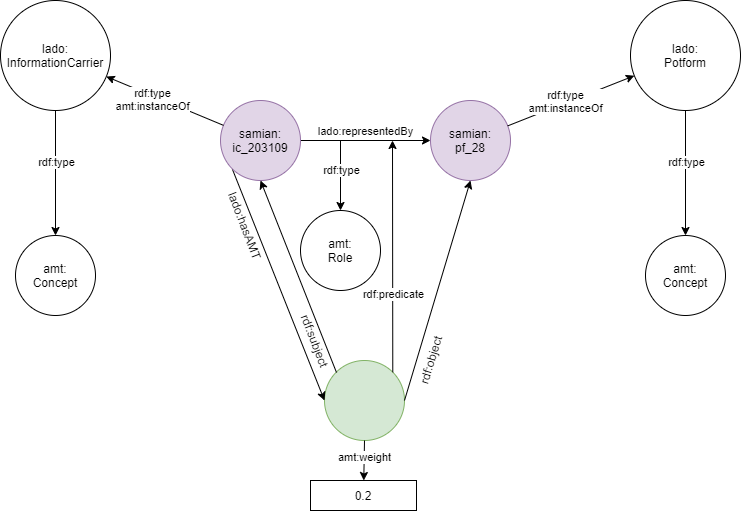 lado:
InformationCarrier
lado:
Potform
rdf:type
amt:instanceOf
rdf:type
amt:instanceOf
samian:
ic_203109
lado:representedBy
samian:
pf_28
rdf:type
rdf:type
rdf:type
lado:hasAMT
amt:
Role
amt:
Concept
amt:
Concept
rdf:predicate
rdf:subject
rdf:object
amt:weight
0.2